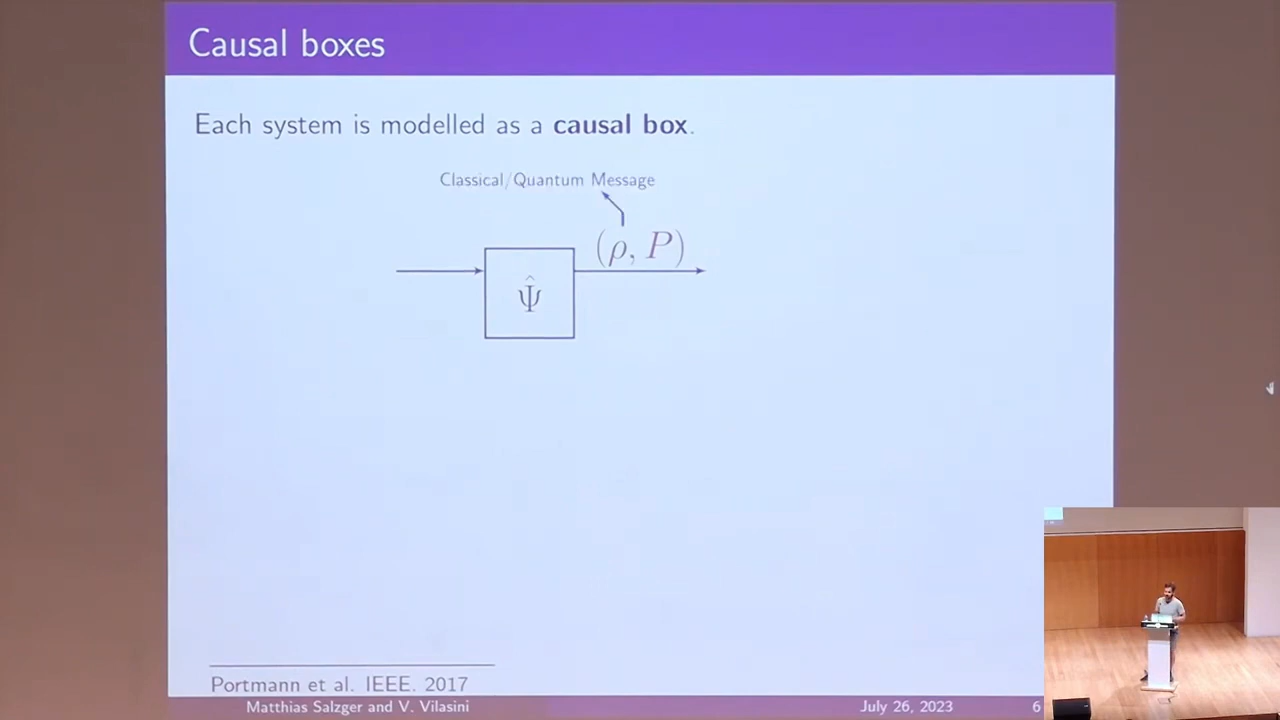 Causal boxes
Each system is modelled as a causal box.
Classical/Quantum Message
(ρ, P)
Ψ̂
Portmann et al. IEEE. 2017
Matthias Salzger and V. Vilasini
July 26, 2023
6